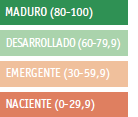 MADURO (80-100)
DESARROLLADO (60-79,9)
EMERGENTE (30-59,9)
NACIENTE (0-29,9)